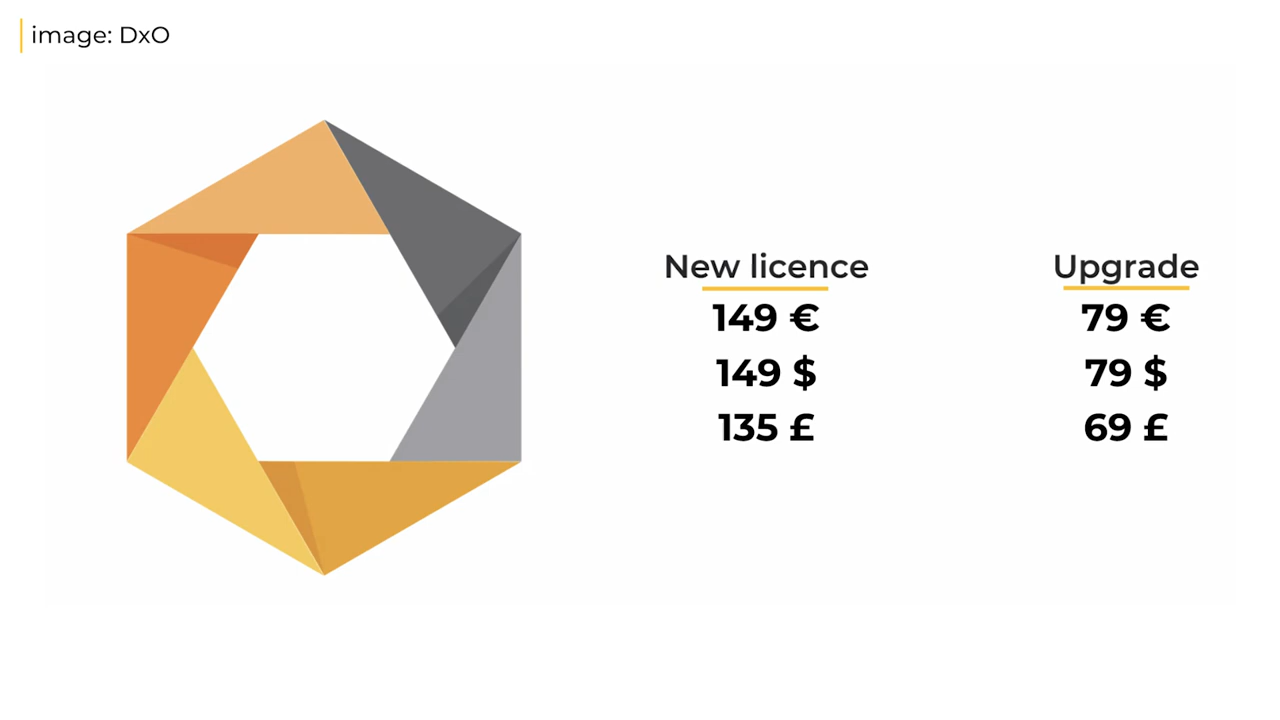 image: DxO
New licence
149 €
149 $
135 £
Upgrade
79 €
79 $
69 £